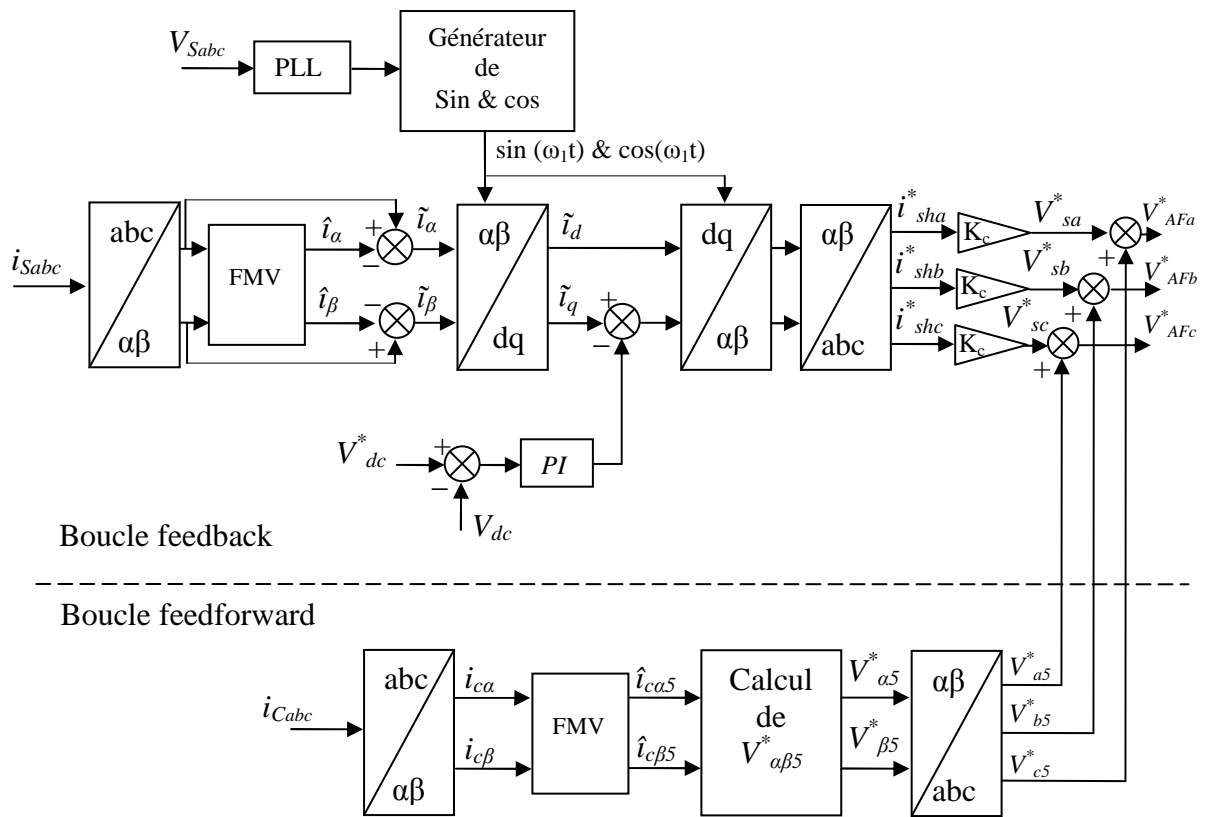 V_Sabc
PLL
Générateur
de
Sin & cos
sin (ω₁t) & cos(ω₁t)
i_Sabc
abc
αβ
FMV
î_α
î_β
+
−
−
+
ĩ_α
ĩ_β
αβ
dq
ĩ_d
ĩ_q
+
−
dq
αβ
αβ
abc
i*_sha
i*_shb
i*_shc
K_c
K_c
K_c
V*_sa
V*_sb
V*_sc
+
+
+
V*_AFa
V*_AFb
V*_AFc
V*_dc
+
−
PI
V_dc
Boucle feedback
Boucle feedforward
i_Cabc
abc
αβ
i_cα
i_cβ
FMV
î_cα5
î_cβ5
Calcul
de
V*_αβ5
V*_α5
V*_β5
αβ
abc
V*_a5
V*_b5
V*_c5